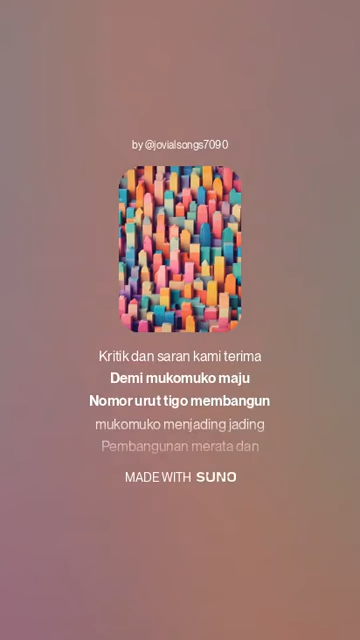 by @jovialsongs7090
Kritik dan saran kami terima
Demi mukomuko maju
Nomor urut tigo membangun
mukomuko menjading jading
Pembangunan merata dan
MADE WITH SUNO